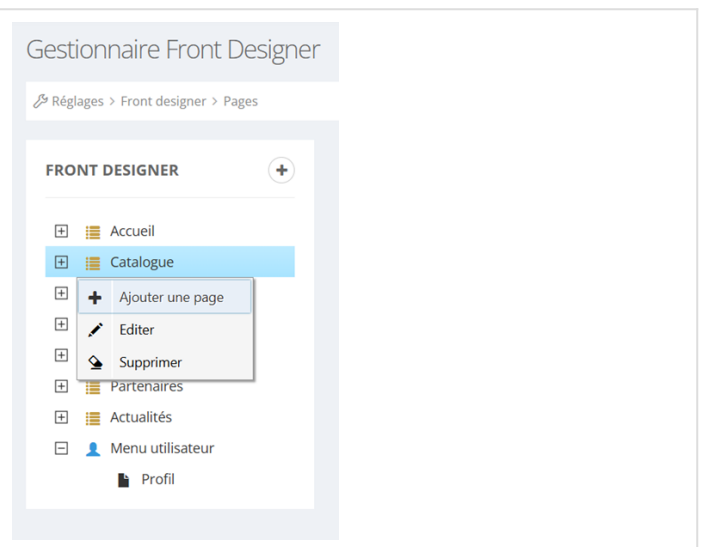 Gestionnaire Front Designer
Réglages > Front designer > Pages
FRONT DESIGNER
Accueil
Catalogue
Ajouter une page
Editer
Supprimer
Partenaires
Actualités
Menu utilisateur
Profil